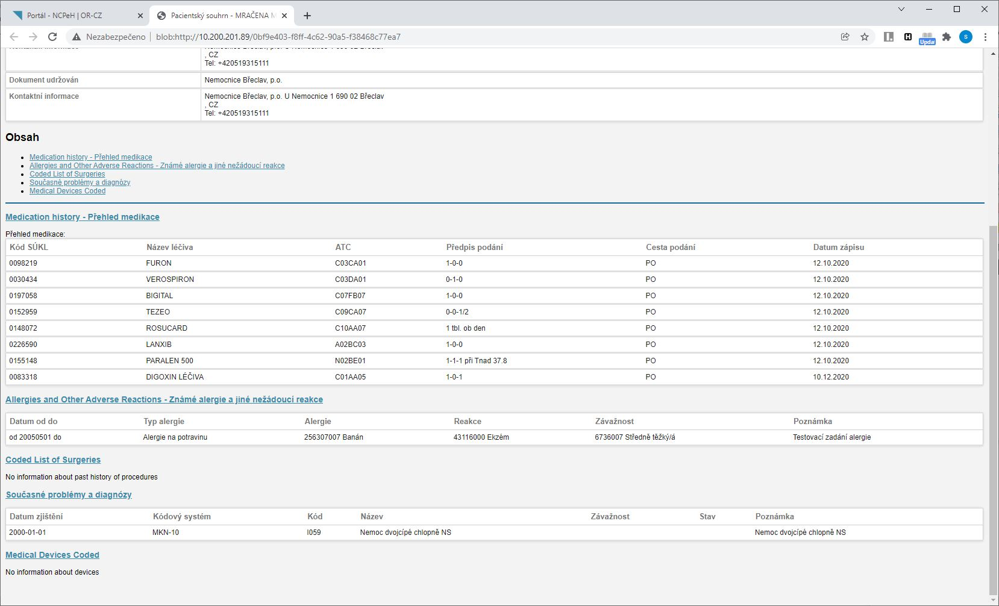 Portál - NCPeH | OR-CZ
Pacientský souhrn - MRAČENA M
Nezabezpečeno | blob:http://10.200.201.89/0bf9e403-f8ff-4c62-90a5-f38468c77ea7
Upda
s
, CZ
Tel: +420519315111
Dokument udržován Nemocnice Břeclav, p.o.
Kontaktní informace Nemocnice Břeclav, p.o. U Nemocnice 1 690 02 Břeclav
, CZ
Tel: +420519315111
Obsah
Medication history - Přehled medikace
Allergies and Other Adverse Reactions - Známé alergie a jiné nežádoucí reakce
Coded List of Surgeries
Současné problémy a diagnózy
Medical Devices Coded
Medication history - Přehled medikace
Přehled medikace:
Kód SÚKL Název léčiva ATC Předpis podání Cesta podání Datum zápisu
0098219 FURON C03CA01 1-0-0 PO 12.10.2020
0030434 VEROSPIRON C03DA01 0-1-0 PO 12.10.2020
0197058 BIGITAL C07FB07 1-0-0 PO 12.10.2020
0152959 TEZEO C09CA07 0-0-1/2 PO 12.10.2020
0148072 ROSUCARD C10AA07 1 tbl. ob den PO 12.10.2020
0226590 LANXIB A02BC03 1-0-0 PO 12.10.2020
0155148 PARALEN 500 N02BE01 1-1-1 při Tnad 37.8 PO 12.10.2020
0083318 DIGOXIN LÉČIVA C01AA05 1-0-1 PO 10.12.2020
Allergies and Other Adverse Reactions - Známé alergie a jiné nežádoucí reakce
Datum od do Typ alergie Alergie Reakce Závažnost Poznámka
od 20050501 do Alergie na potravinu 256307007 Banán 43116000 Ekzém 6736007 Středně těžký/á Testovací zadání alergie
Coded List of Surgeries
No information about past history of procedures
Současné problémy a diagnózy
Datum zjištění Kódový systém Kód Název Závažnost Stav Poznámka
2000-01-01 MKN-10 I059 Nemoc dvojcípé chlopně NS Nemoc dvojcípé chlopně NS
Medical Devices Coded
No information about devices